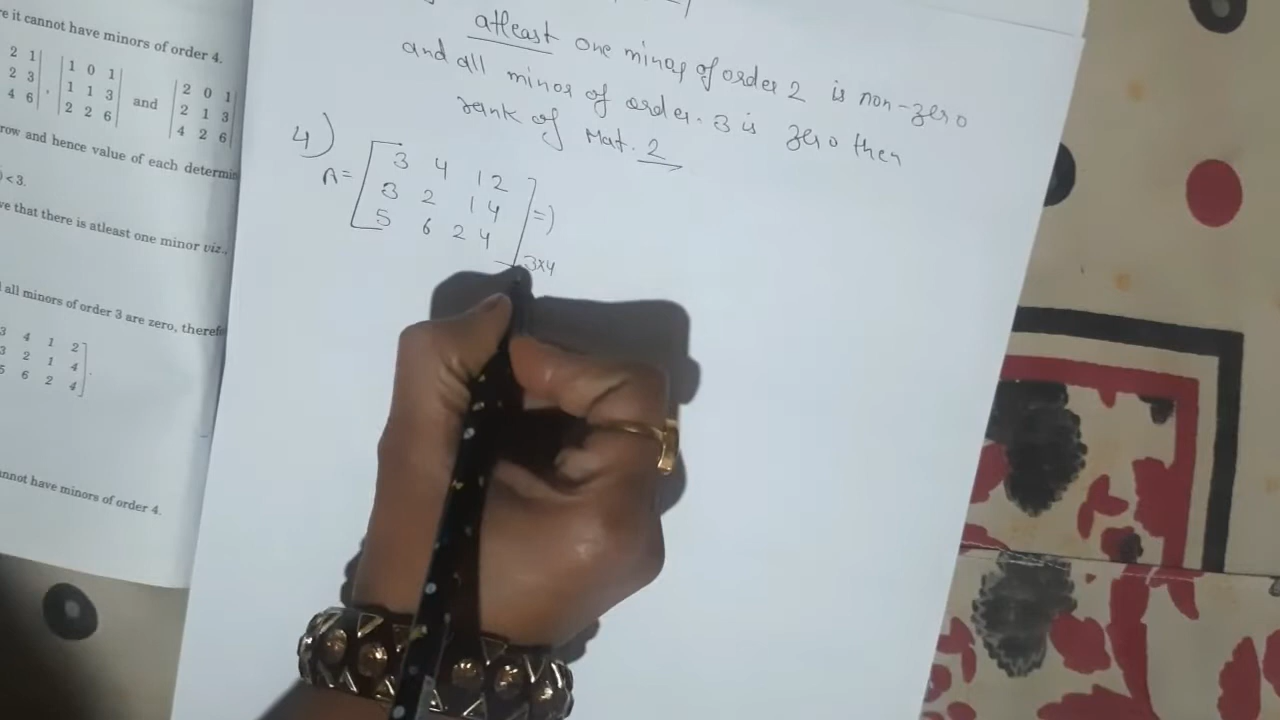 re it cannot have minors of order 4.
2 1 | 1 0 1 | 2 0 1
2 3 , 1 1 3 and 2 1 3
4 6 | 2 2 6 | 4 2 6
row and hence value of each determin
< 3.
ve that there is atleast one minor viz.,
all minors of order 3 are zero, therefo
3 4 1 2
3 2 1 4
5 6 2 4
nnot have minors of order 4.
atleast one minor of order 2 is non-zero
and all minor of order. 3 is zero then
rank of Mat. 2
4)
A = [ 3 4 1 2
3 2 1 4 ] =)
5 6 2 4
3x4